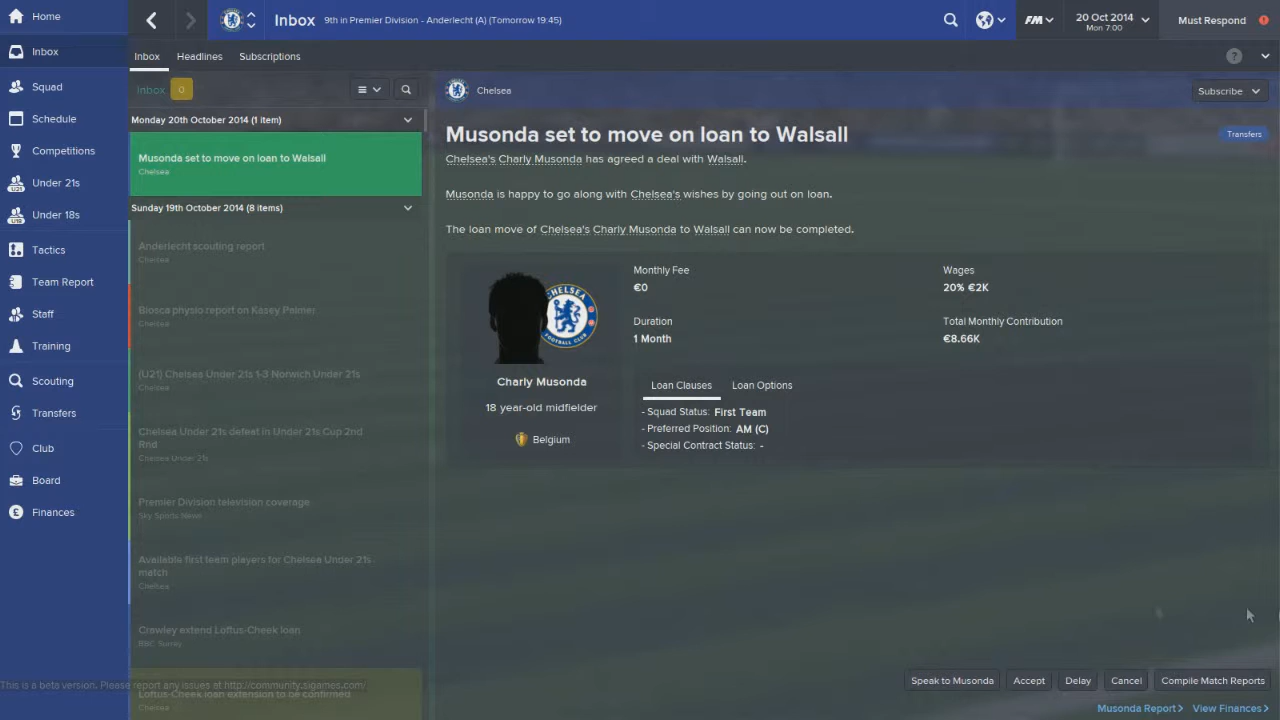 Home
Inbox
Squad
Schedule
Competitions
U21
Under 21s
U18
Under 18s
Tactics
Team Report
Staff
Training
Scouting
Transfers
Club
Board
£
Finances
Inbox 9th in Premier Division - Anderlecht (A) (Tomorrow 19:45)
FM
20 Oct 2014
Mon 7:00
Must Respond
Inbox Headlines Subscriptions
?
Inbox 0
Monday 20th October 2014 (1 item)
Musonda set to move on loan to Walsall
Chelsea
Sunday 19th October 2014 (8 items)
Anderlecht scouting report
Chelsea
Biosca physio report on Kasey Palmer
Chelsea
(U21) Chelsea Under 21s 1-3 Norwich Under 21s
Chelsea
Chelsea Under 21s defeat in Under 21s Cup 2nd
Rnd
Chelsea Under 21s
Premier Division television coverage
Sky Sports News
Available first team players for Chelsea Under 21s
match
Chelsea
Crawley extend Loftus-Cheek loan
BBC Surrey
Loftus-Cheek loan extension to be confirmed
Chelsea
This is a beta version. Please report any issues at http://community.sigames.com/
Chelsea
Subscribe
Musonda set to move on loan to Walsall
Transfers
Chelsea's Charly Musonda has agreed a deal with Walsall.
Musonda is happy to go along with Chelsea's wishes by going out on loan.
The loan move of Chelsea's Charly Musonda to Walsall can now be completed.
CHELSEA
FOOTBALL CLUB
Charly Musonda
18 year-old midfielder
Belgium
Monthly Fee
€0
Wages
20% €2K
Duration
1 Month
Total Monthly Contribution
€8.66K
Loan Clauses Loan Options
- Squad Status: First Team
- Preferred Position: AM (C)
- Special Contract Status: -
Speak to Musonda Accept Delay Cancel Compile Match Reports
Musonda Report> View Finances>